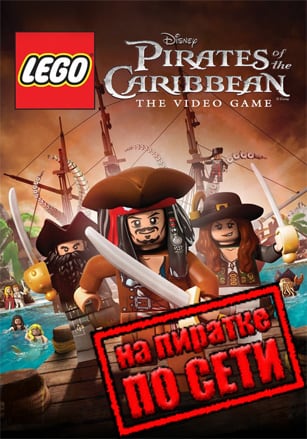 LEGO
Disney
PIRATES of the
CARIBBEAN
THE VIDEO GAME
на пиратке
ПО СЕТИ